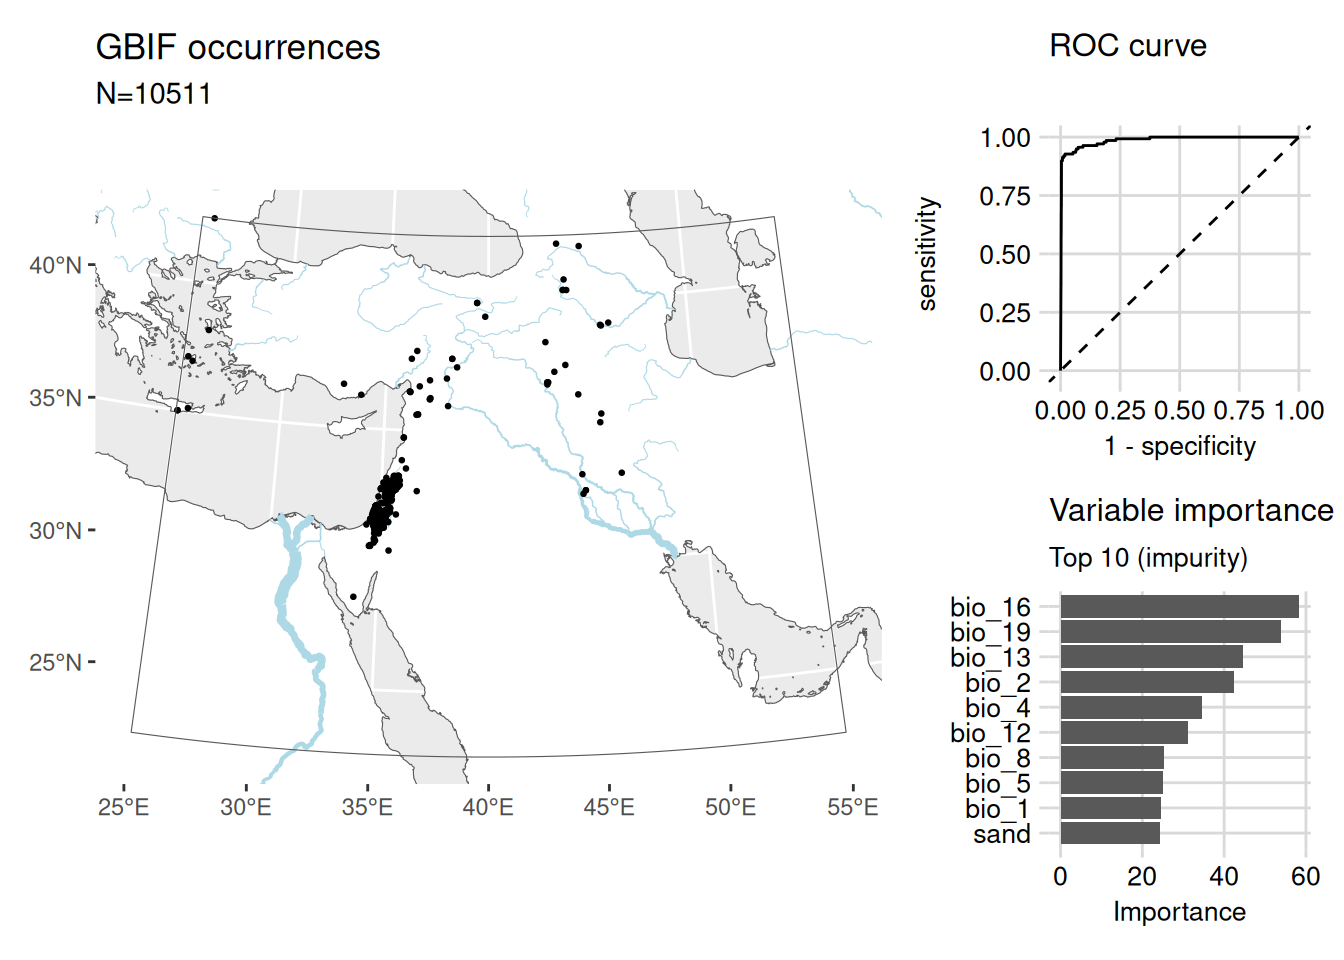 GBIF occurrences
N=10511
40°N
35°N
30°N
25°N
25°E 30°E 35°E 40°E 45°E 50°E 55°E
ROC curve
sensitivity
1.00
0.75
0.50
0.25
0.00
0.00 0.25 0.50 0.75 1.00
1 - specificity
Variable importance
Top 10 (impurity)
bio_16
bio_19
bio_13
bio_2
bio_4
bio_12
bio_8
bio_5
bio_1
sand
0 20 40 60
Importance